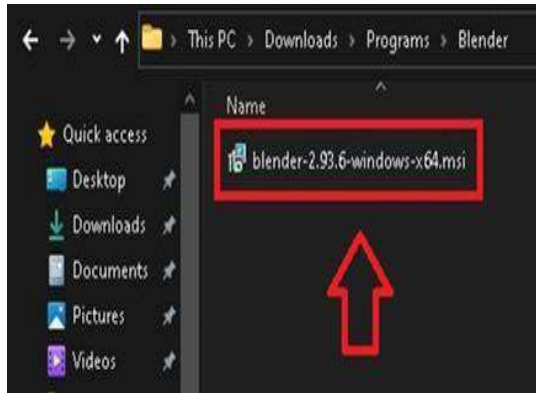 This PC > Downloads > Programs > Blender
Name
Quick access
blender-2.93.6-windows-x64.msi
Desktop
Downloads
Documents
Pictures
Videos